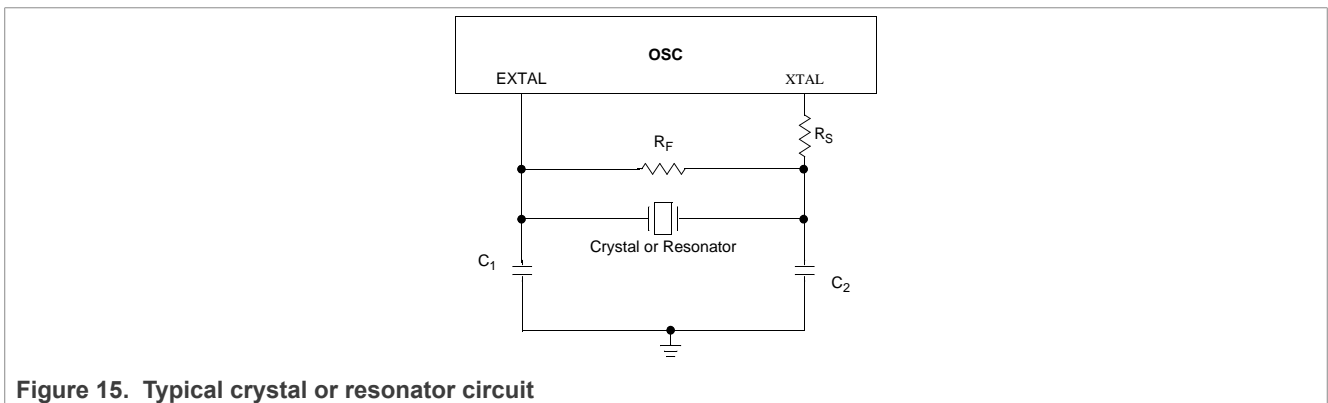 OSC
EXTAL
XTAL
R_S
R_F
Crystal or Resonator
C_1
C_2
Figure 15. Typical crystal or resonator circuit